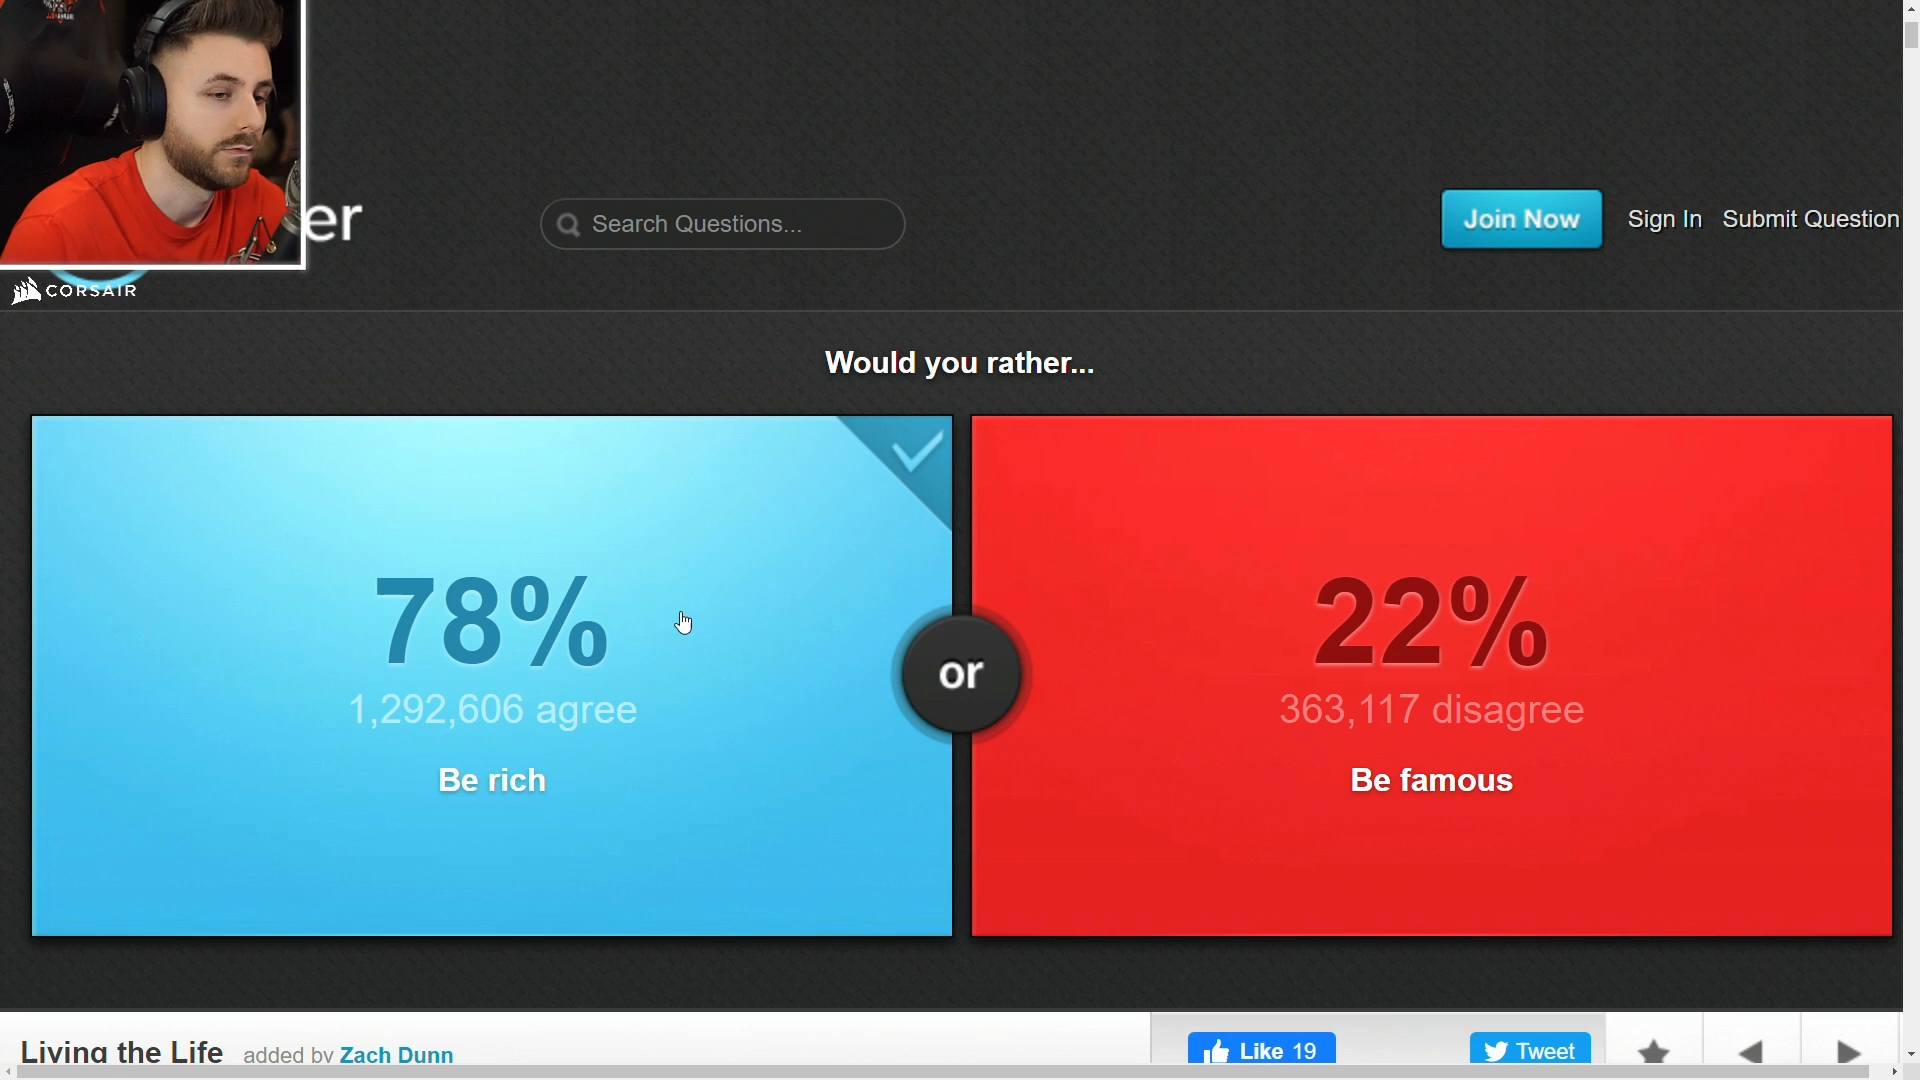 er
Search Questions...
Join Now
Sign In
Submit Question
CORSAIR
Would you rather...
78%
1,292,606 agree
Be rich
or
22%
363,117 disagree
Be famous
Living the Life added by Zach Dunn
Like 19
Tweet